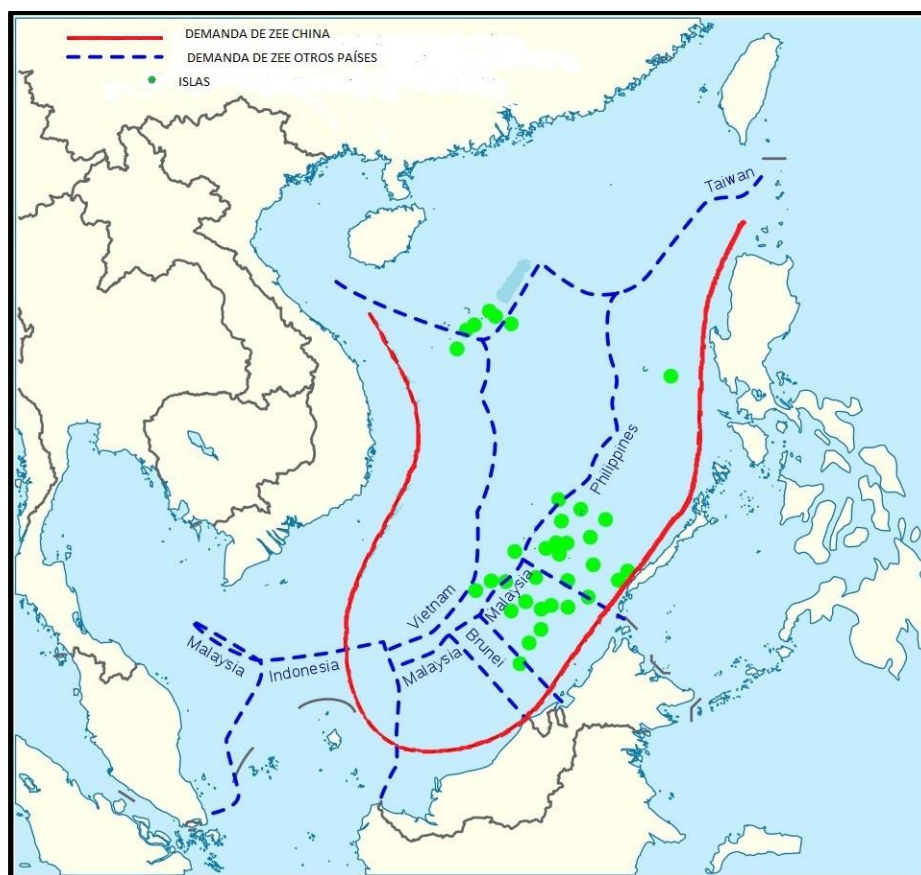 DEMANDA DE ZEE CHINA
DEMANDA DE ZEE OTROS PAÍSES
ISLAS
Taiwan
Philippines
Malaysia
Vietnam
Brunei
Malaysia
Indonesia
Malaysia